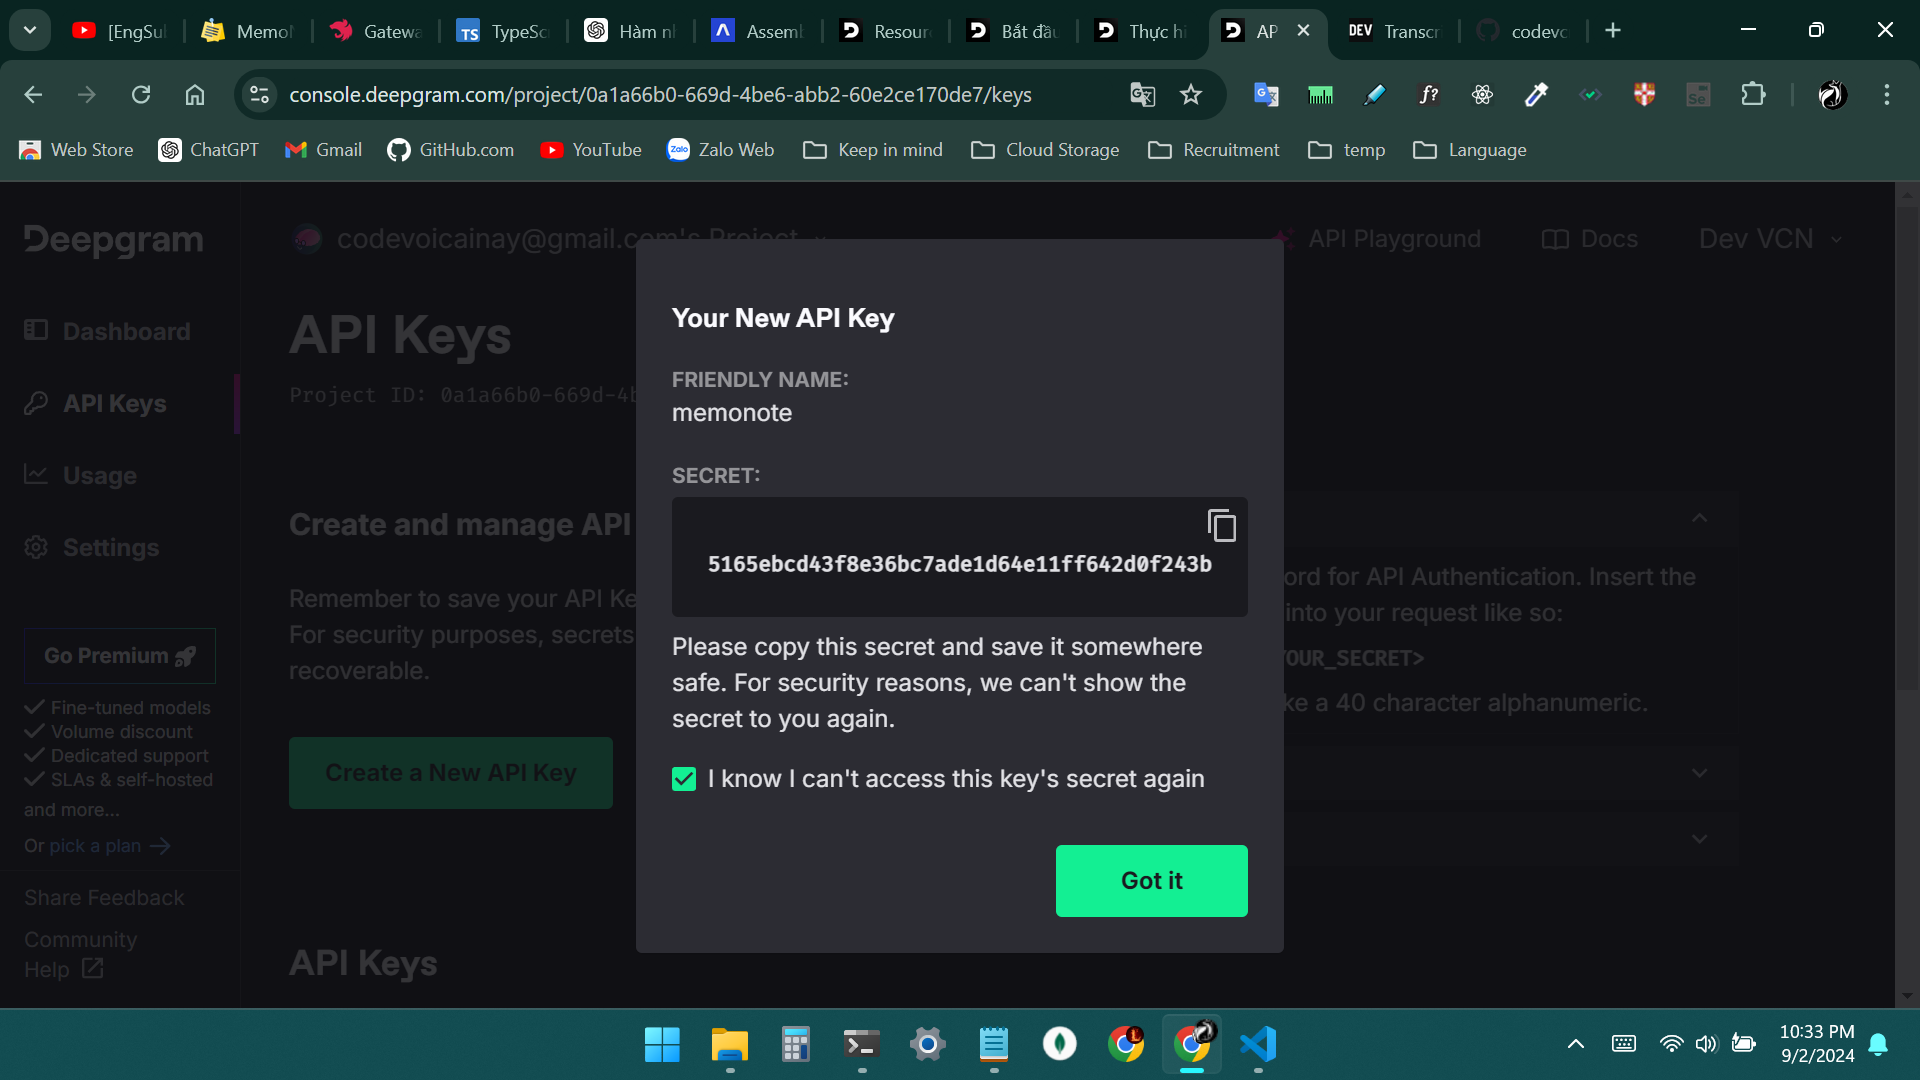 [EngSu
Memo
Gatewa
TypeSc
Hàm n
Assemb
Resour
Bắt đầu
Thực hi
AP
DEV
Transcr
codevc
console.deepgram.com/project/0a1a66b0-669d-4be6-abb2-60e2ce170de7/keys
Web Store
ChatGPT
Gmail
GitHub.com
YouTube
Zalo Web
Keep in mind
Cloud Storage
Recruitment
temp
Language
Deepgram
codevoicainay@gmail.com's Project
API Playground
Docs
Dev VCN
Dashboard
API Keys
Usage
Settings
Go Premium
Fine-tuned models
Volume discount
Dedicated support
SLAs & self-hosted
and more...
Or pick a plan
Share Feedback
Community
Help
API Keys
Project ID: 0a1a66b0-669d-4b
Create and manage API
Remember to save your API Ke
For security purposes, secrets
recoverable.
Create a New API Key
API Keys
Your New API Key
FRIENDLY NAME:
memonote
SECRET:
5165ebcd43f8e36bc7ade1d64e11ff642d0f243b
Please copy this secret and save it somewhere
safe. For security reasons, we can't show the
secret to you again.
I know I can't access this key's secret again
Got it
ord for API Authentication. Insert the
into your request like so:
YOUR_SECRET>
ke a 40 character alphanumeric.
10:33 PM
9/2/2024